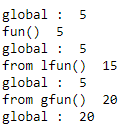 global :  5
fun()  5
global :  5
from lfun()  15
global :  5
from gfun()  20
global :  20